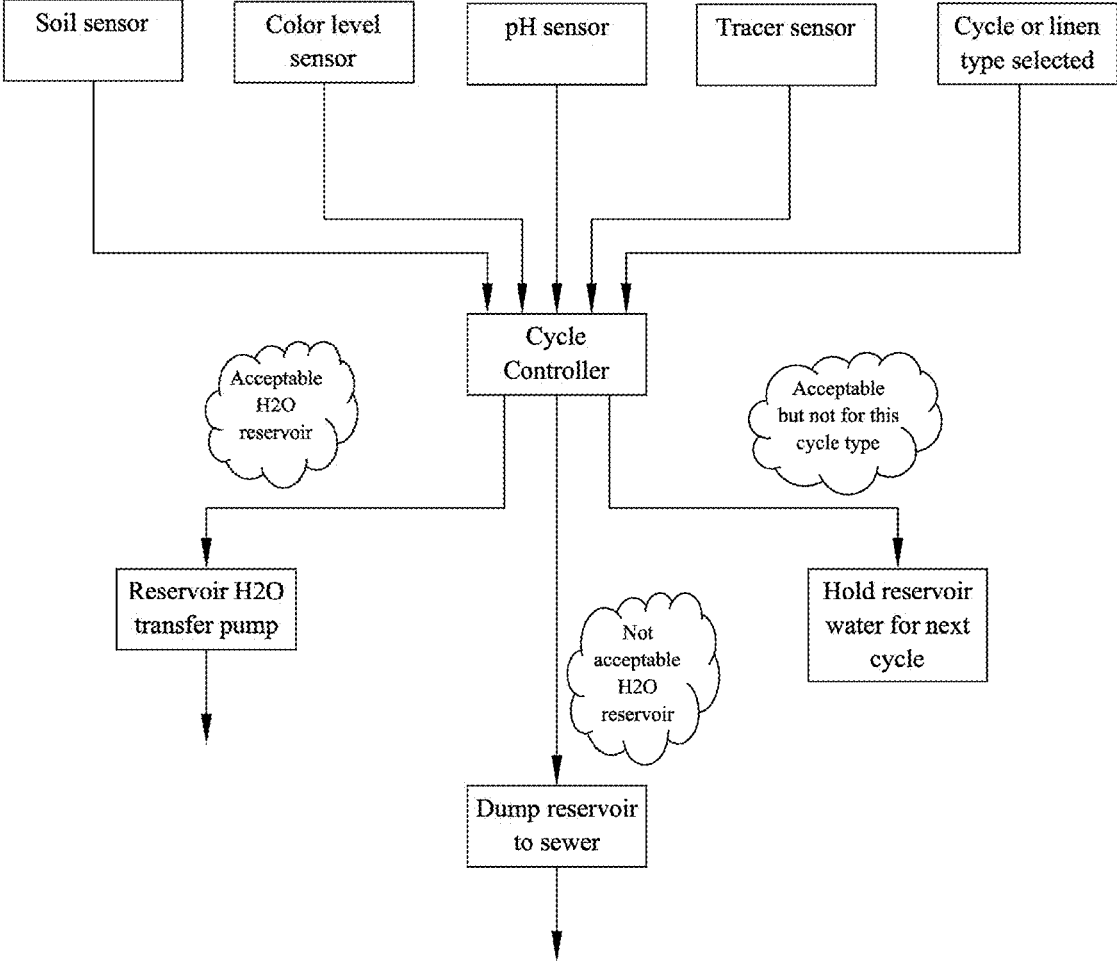 Soil sensor
Color level
sensor
pH sensor
Tracer sensor
Cycle or linen
type selected
Cycle
Controller
Acceptable
H2O
reservoir
Acceptable
but not for this
cycle type
Reservoir H2O
transfer pump
Hold reservoir
water for next
cycle
Not
acceptable
H2O
reservoir
Dump reservoir
to sewer